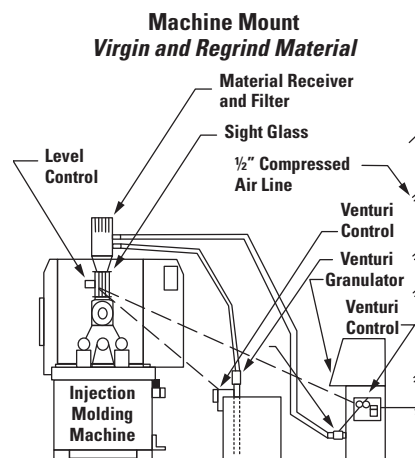 Machine Mount
Virgin and Regrind Material
Material Receiver
and Filter
Sight Glass
Level
Control
½” Compressed
Air Line
Venturi
Control
Venturi
Granulator
Venturi
Control
Injection
Molding
Machine